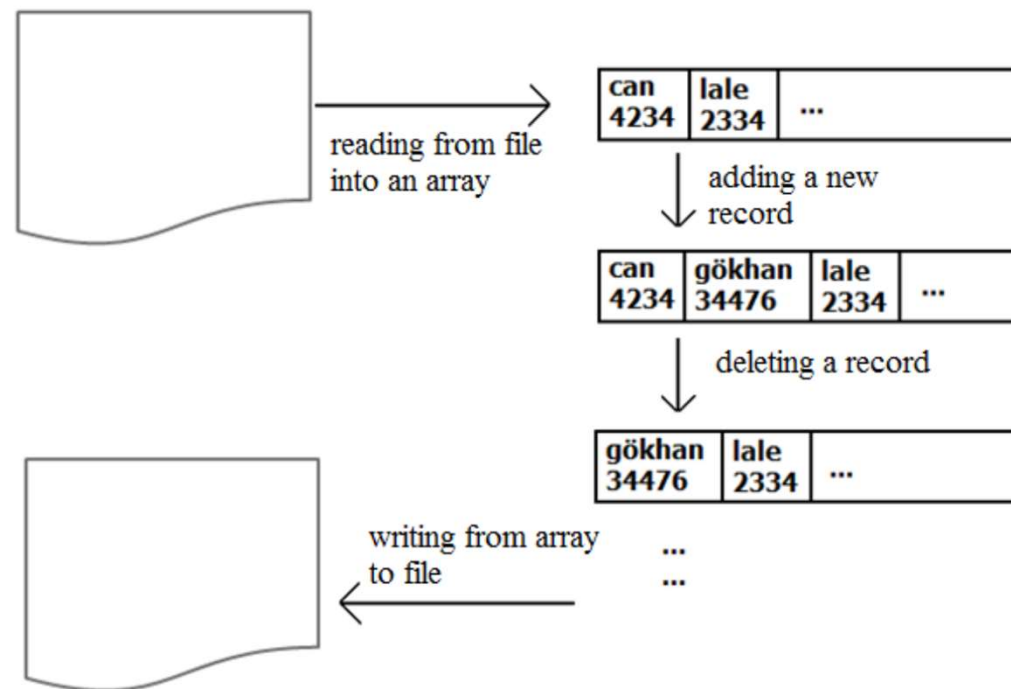 can lale ...
4234 2334
reading from file
into an array
adding a new
record
can gökhan lale ...
4234 34476 2334
deleting a record
gökhan lale ...
34476 2334
writing from array
to file
...
...